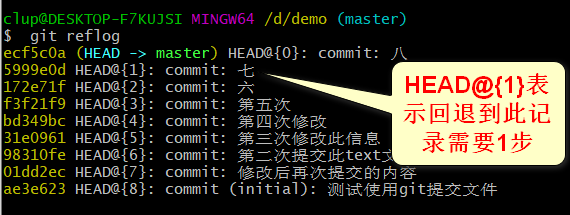 clup@DESKTOP-F7KUJSI MINGW64 /d/demo (master)
$ git reflog
ecf5c0a (HEAD -> master) HEAD@{0}: commit: 八
5999e0d HEAD@{1}: commit: 七
172e71f HEAD@{2}: commit: 六
f3f21f9 HEAD@{3}: commit: 第五次
bd349bc HEAD@{4}: commit: 第四次修改
31e0961 HEAD@{5}: commit: 第三次修改此信息
98310fe HEAD@{6}: commit: 第二次提交此text文
01dd2ec HEAD@{7}: commit: 修改后再次提交的内容
ae3e623 HEAD@{8}: commit (initial): 测试使用git提交文件
HEAD@{1}表
示回退到此记
录需要1步